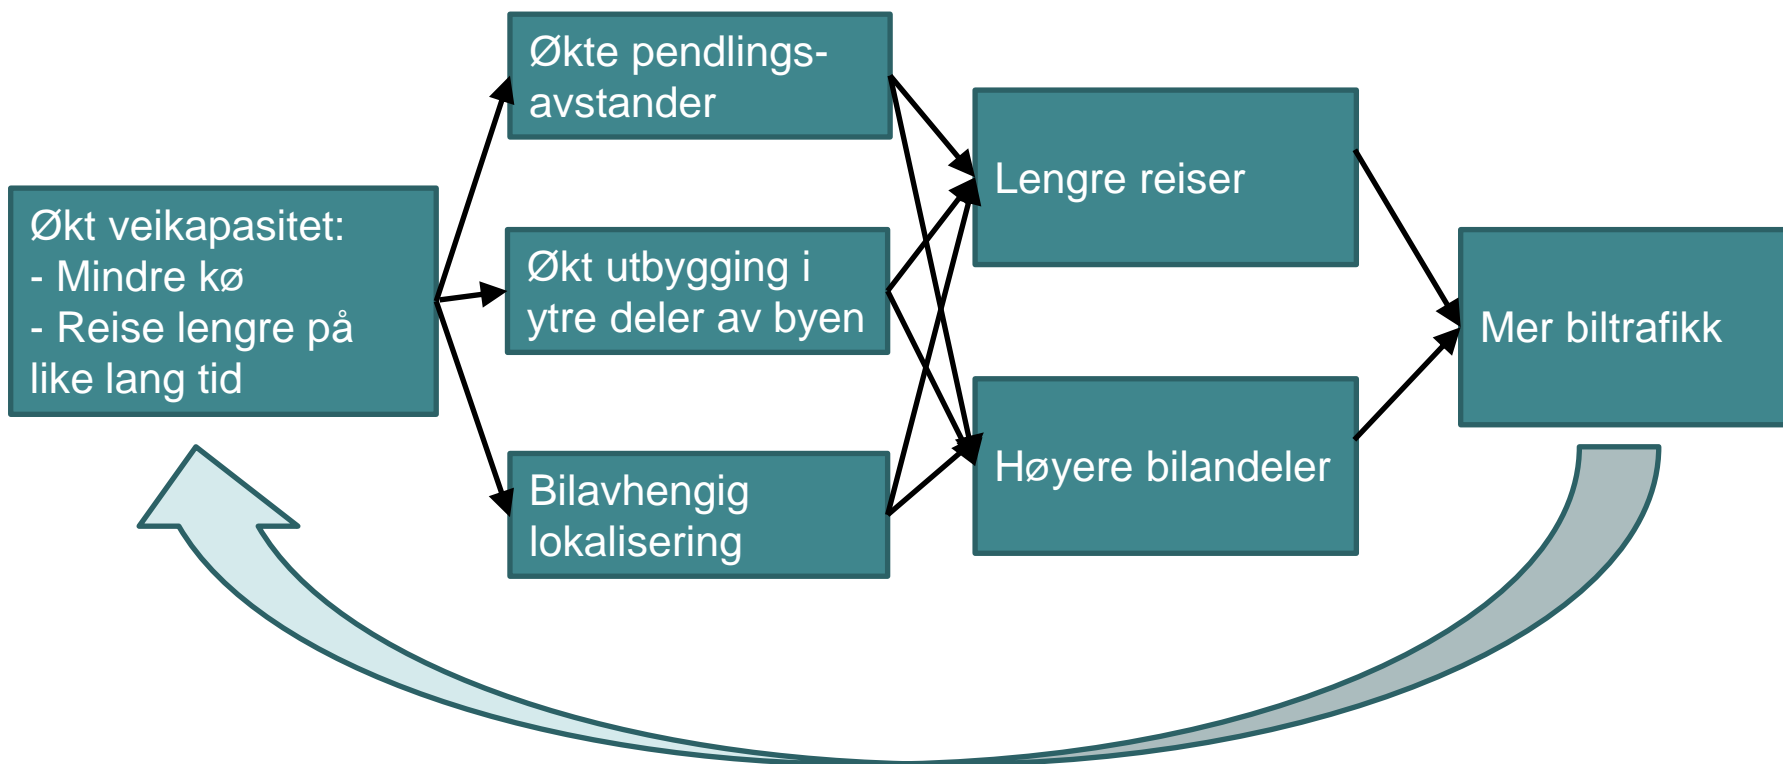 Økt veikapasitet:
- Mindre kø
- Reise lengre på
like lang tid
Økte pendlings-
avstander
Økt utbygging i
ytre deler av byen
Bilavhengig
lokalisering
Lengre reiser
Høyere bilandeler
Mer biltrafikk